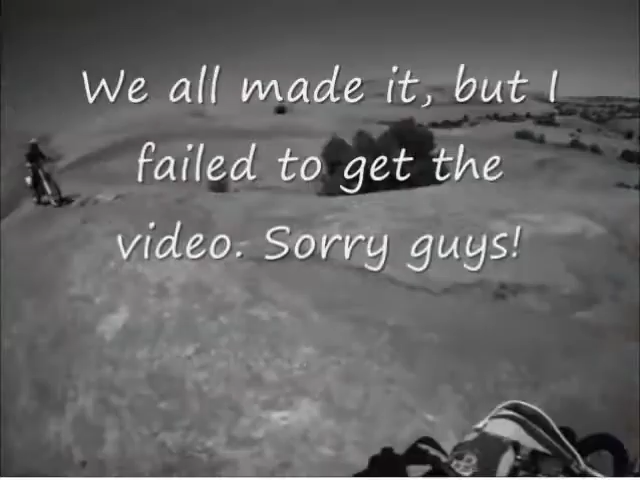 We all made it, but I
failed to get the
video. Sorry guys!